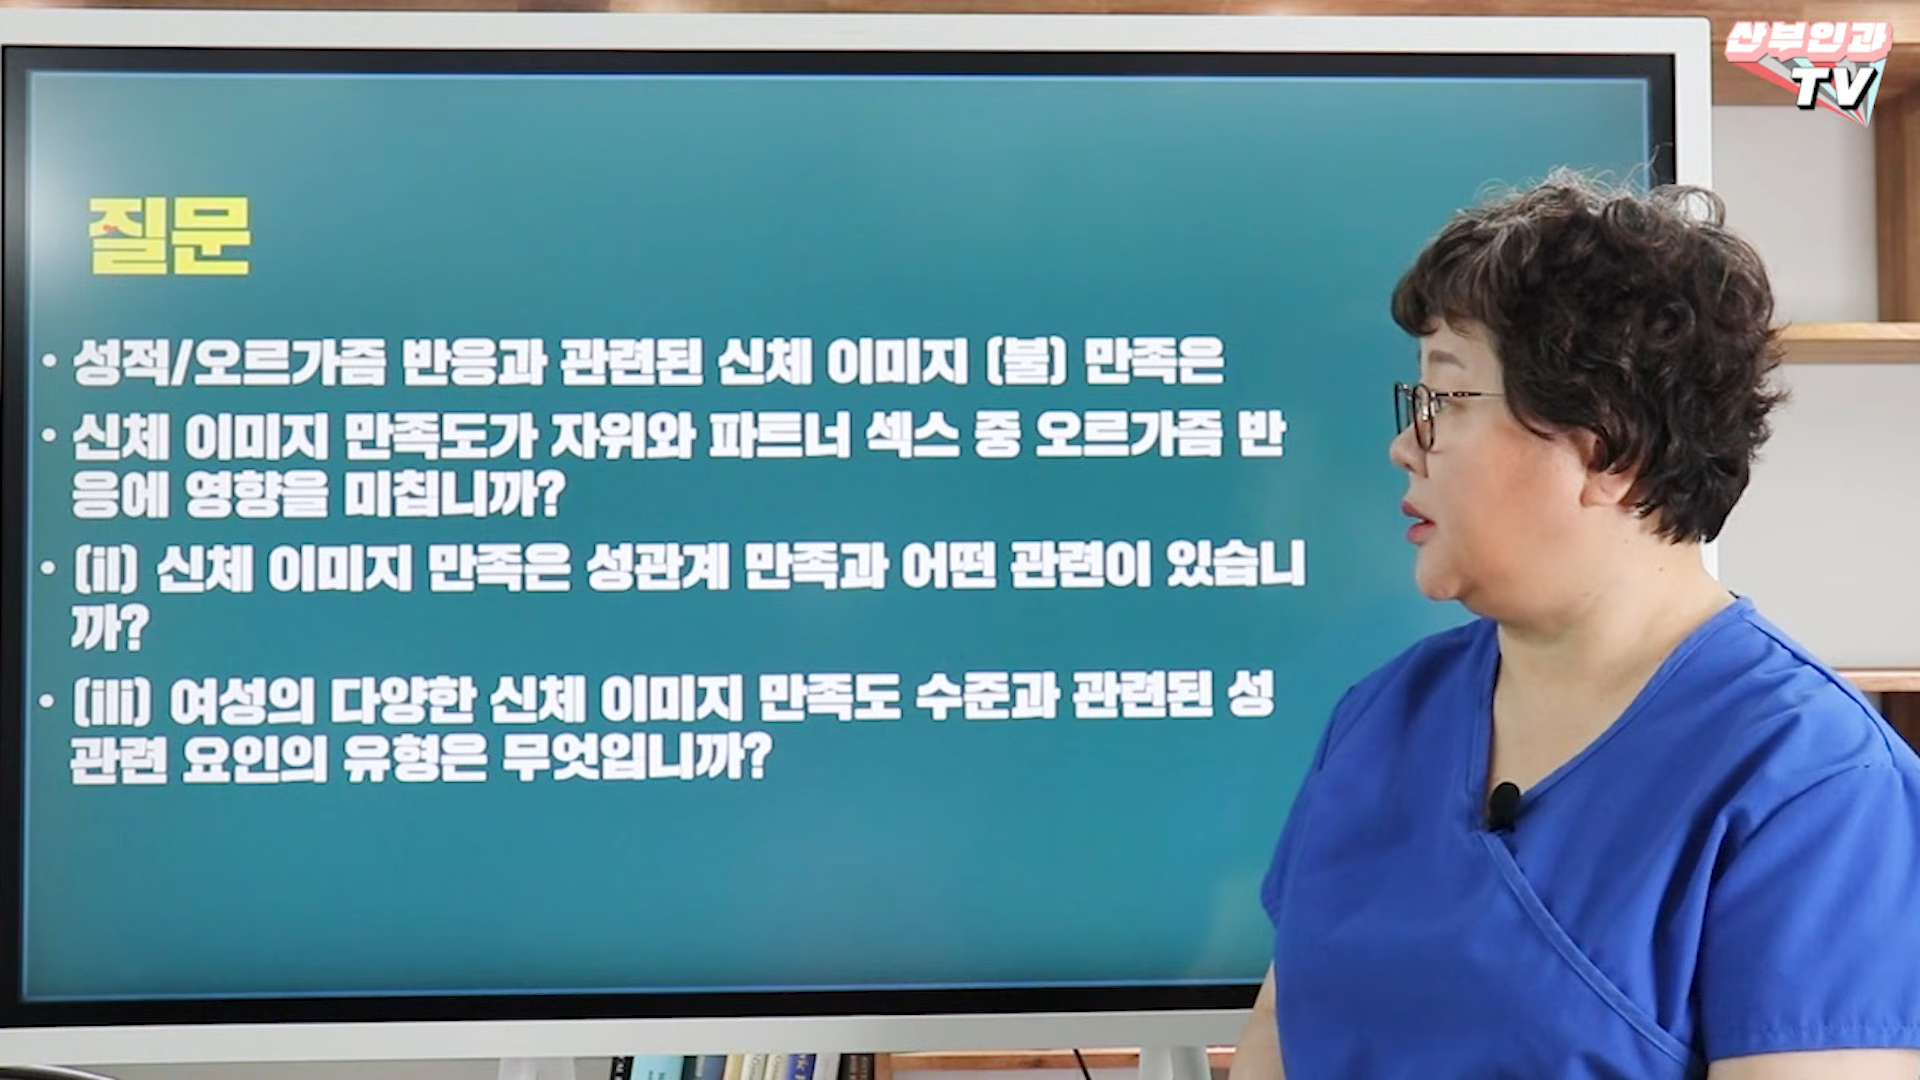 산부인과
TV
질문
• 성적/오르가즘 반응과 관련된 신체 이미지 (불) 만족은
• 신체 이미지 만족도가 자위와 파트너 섹스 중 오르가즘 반
응에 영향을 미칩니까?
• (ii) 신체 이미지 만족은 성관계 만족과 어떤 관련이 있습니
까?
• (iii) 여성의 다양한 신체 이미지 만족도 수준과 관련된 성
관련 요인의 유형은 무엇입니까?